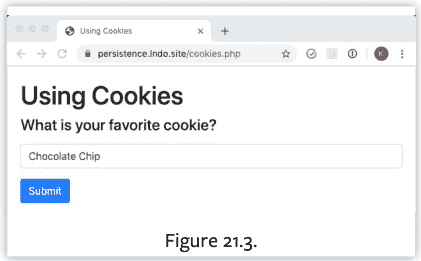 Using Cookies
persistence.lndo.site/cookies.php
K
Using Cookies
What is your favorite cookie?
Chocolate Chip
Submit
Figure 21.3.